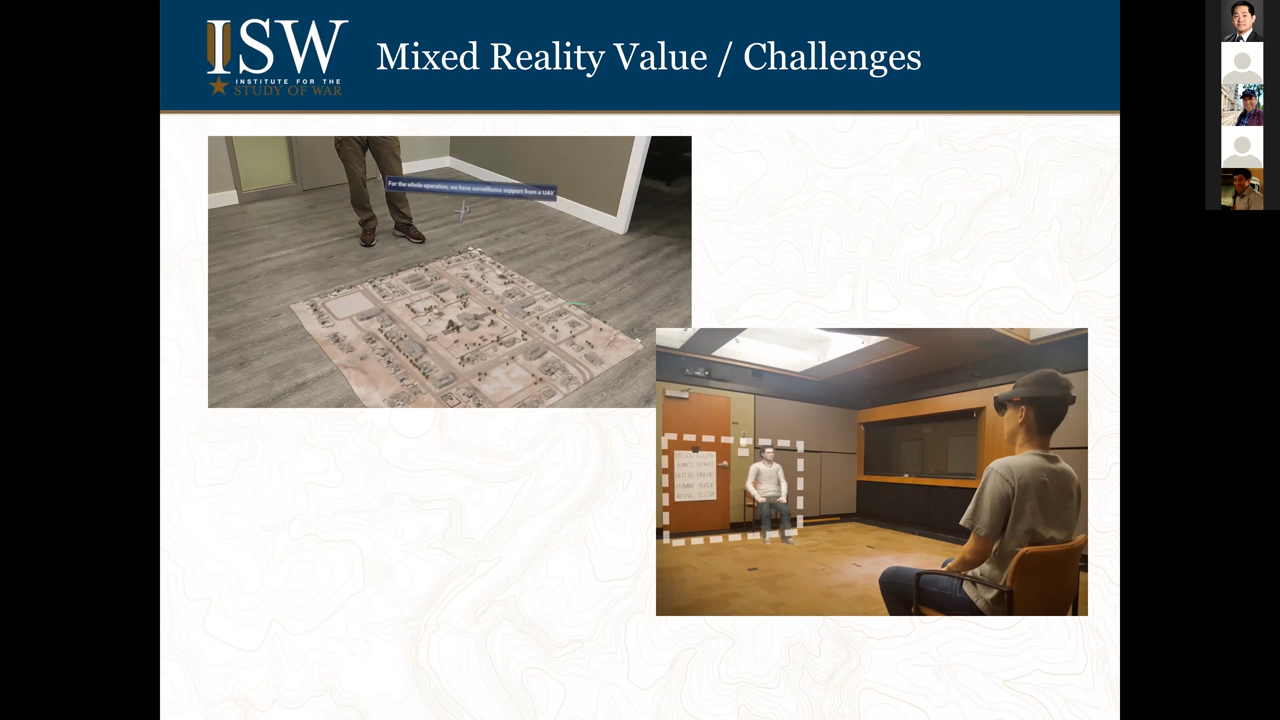 ISW
INSTITUTE FOR THE
STUDY OF WAR
Mixed Reality Value / Challenges
For the whole operation, we have surveillance support from a UAV